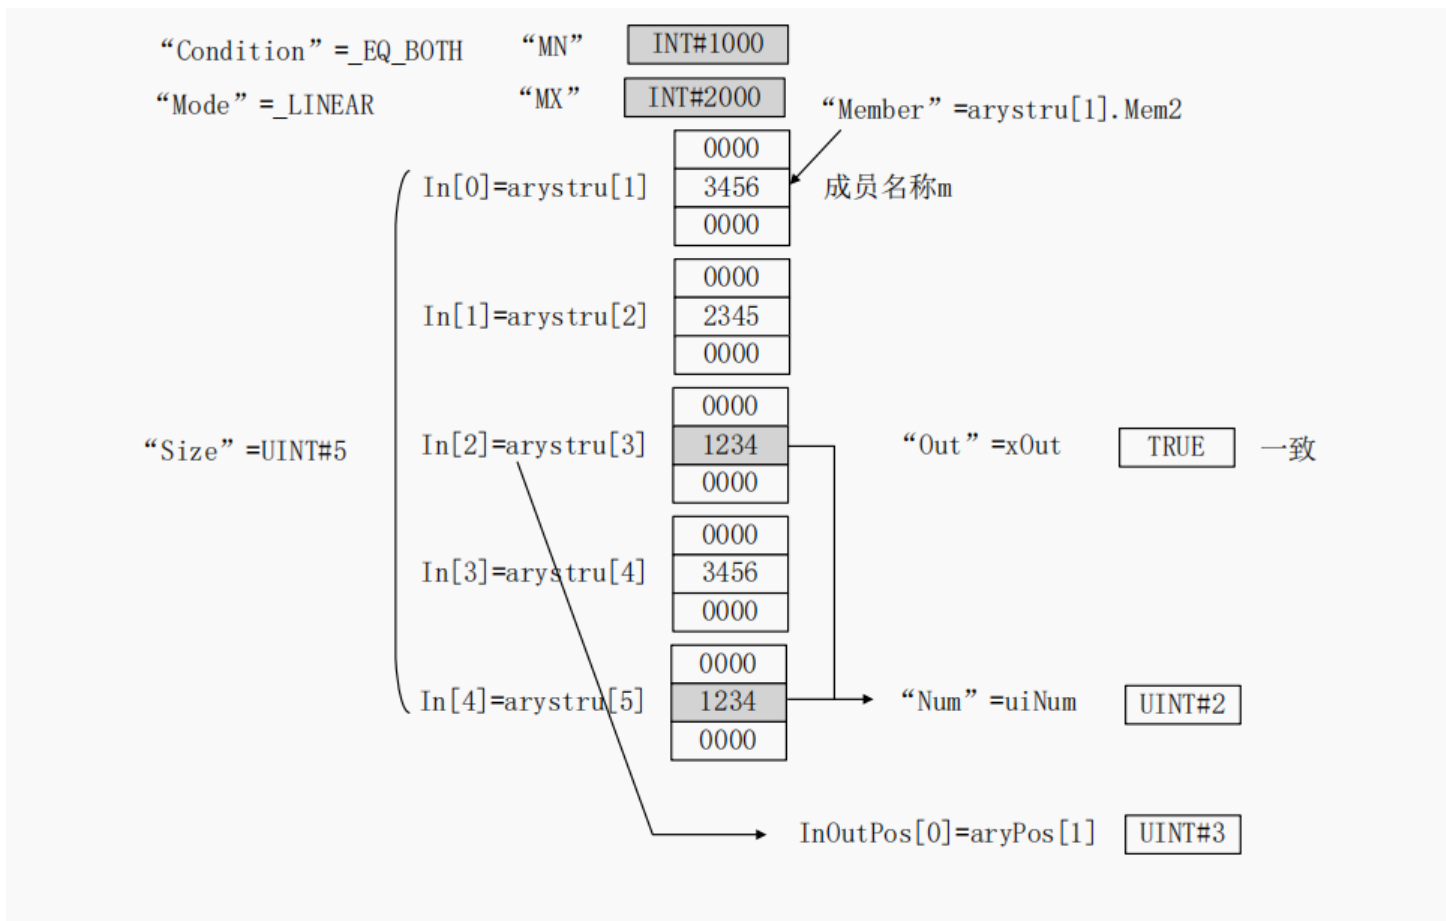 “Condition”=_EQ_BOTH “MN” INT#1000
“Mode”=_LINEAR “MX” INT#2000
“Member”=arystru[1].Mem2
0000
In[0]=arystru[1] 3456 成员名称m
0000
0000
In[1]=arystru[2] 2345
0000
0000
“Size”=UINT#5 In[2]=arystru[3] 1234 “Out”=xOut TRUE 一致
0000
0000
In[3]=arystru[4] 3456
0000
0000
In[4]=arystru[5] 1234 “Num”=uiNum UINT#2
0000
InOutPos[0]=aryPos[1] UINT#3